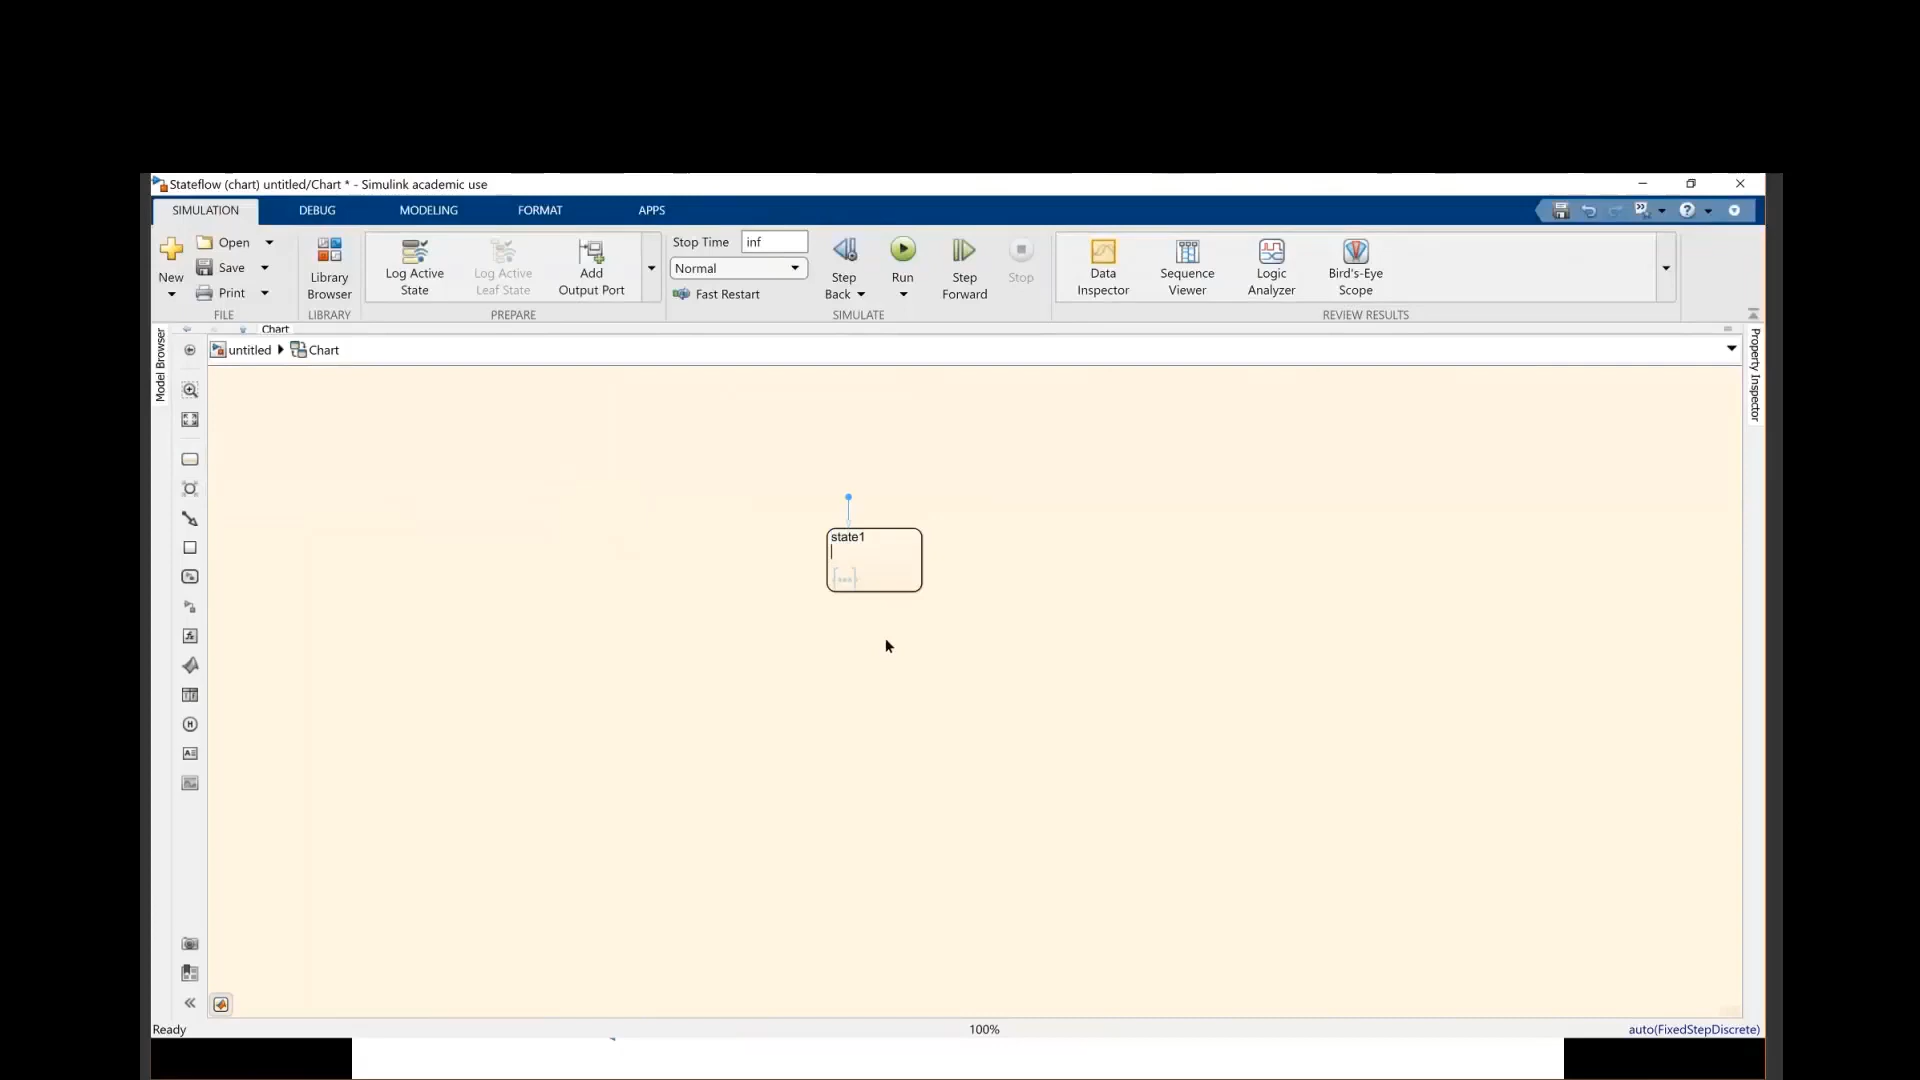 Stateflow (chart) untitled/Chart * - Simulink academic use
SIMULATION DEBUG MODELING FORMAT APPS
New
Open
Save
Print
FILE
Library
Browser
LIBRARY
Log Active
State
Log Active
Leaf State
Add
Output Port
PREPARE
Stop Time inf
Normal
Fast Restart
Step
Back
Run
Step
Forward
Stop
SIMULATE
Data
Inspector
Sequence
Viewer
Logic
Analyzer
Bird's-Eye
Scope
REVIEW RESULTS
Model Browser
Chart
untitled Chart
Property Inspector
state1
Ready
100%
auto(FixedStepDiscrete)